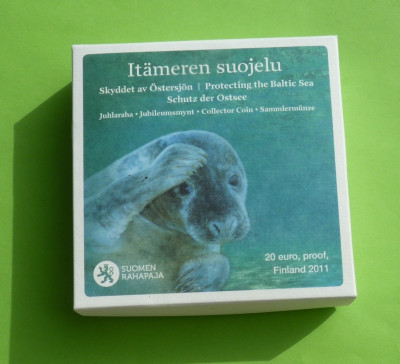 Itämeren suojelu
Skyddet av Östersjön | Protecting the Baltic Sea
Schutz der Ostsee
Juhlaraha • Jubileumsmynt • Collector Coin • Sammlermünze
20 euro, proof,
Finland 2011
SUOMEN
RAHAPAJA